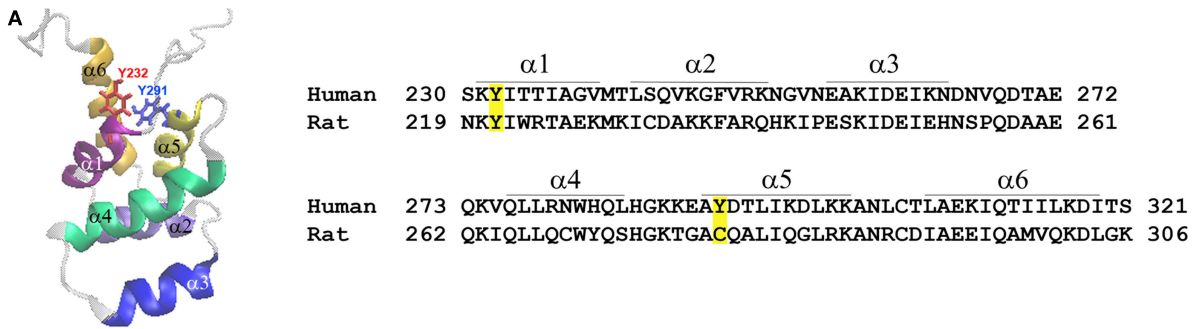 A
α6
Y232
Y291
α5
α1
α4
α2
α3
α1 α2 α3
Human 230 SKYITTIAGVMTLSQVKGFVRKNGVNEAKIDEIKNDNVQDTAE 272
Rat 219 NKYIWRTAEKMKICDAKKFARQHKIPESKIDEIEHNSPQDAAE 261
α4 α5 α6
Human 273 QKVQLLRNWHQLHGKKEAYDTLIKDLKKANLCTLAEKIQTIILKDITS 321
Rat 262 QKIQLLQCWYQSHGKTGACQALIQGLRKANRCDIAEEIQAMVQKDLGK 306